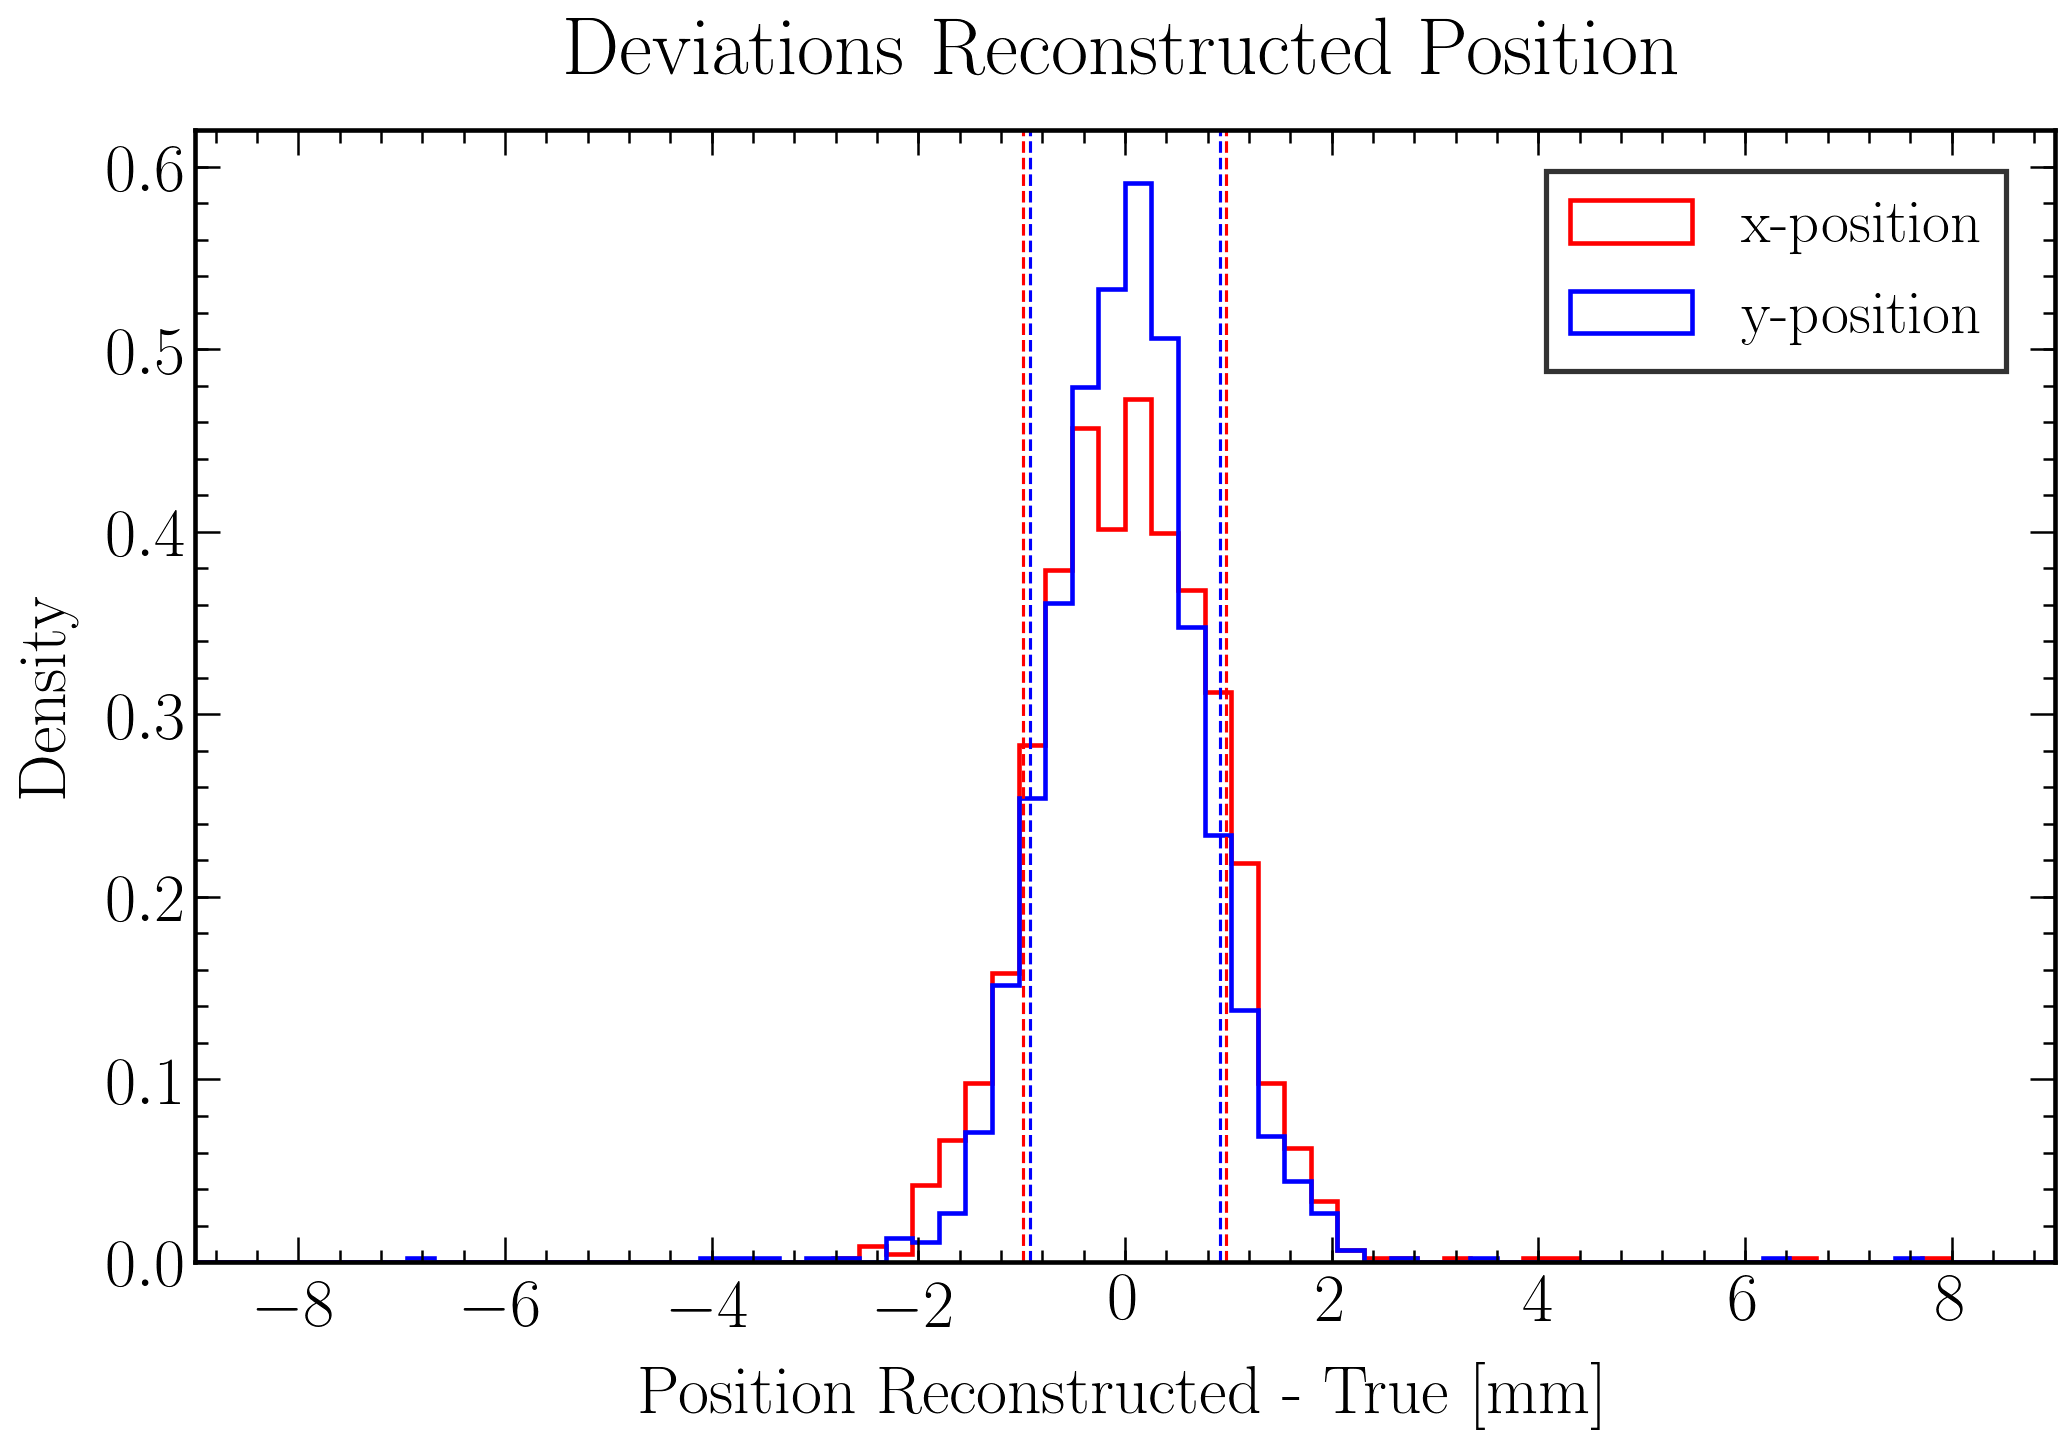 Deviations Reconstructed Position
0.6
0.5
0.4
0.3
0.2
0.1
0.0
Density
x-position
y-position
−8 −6 −4 −2 0 2 4 6 8
Position Reconstructed - True [mm]